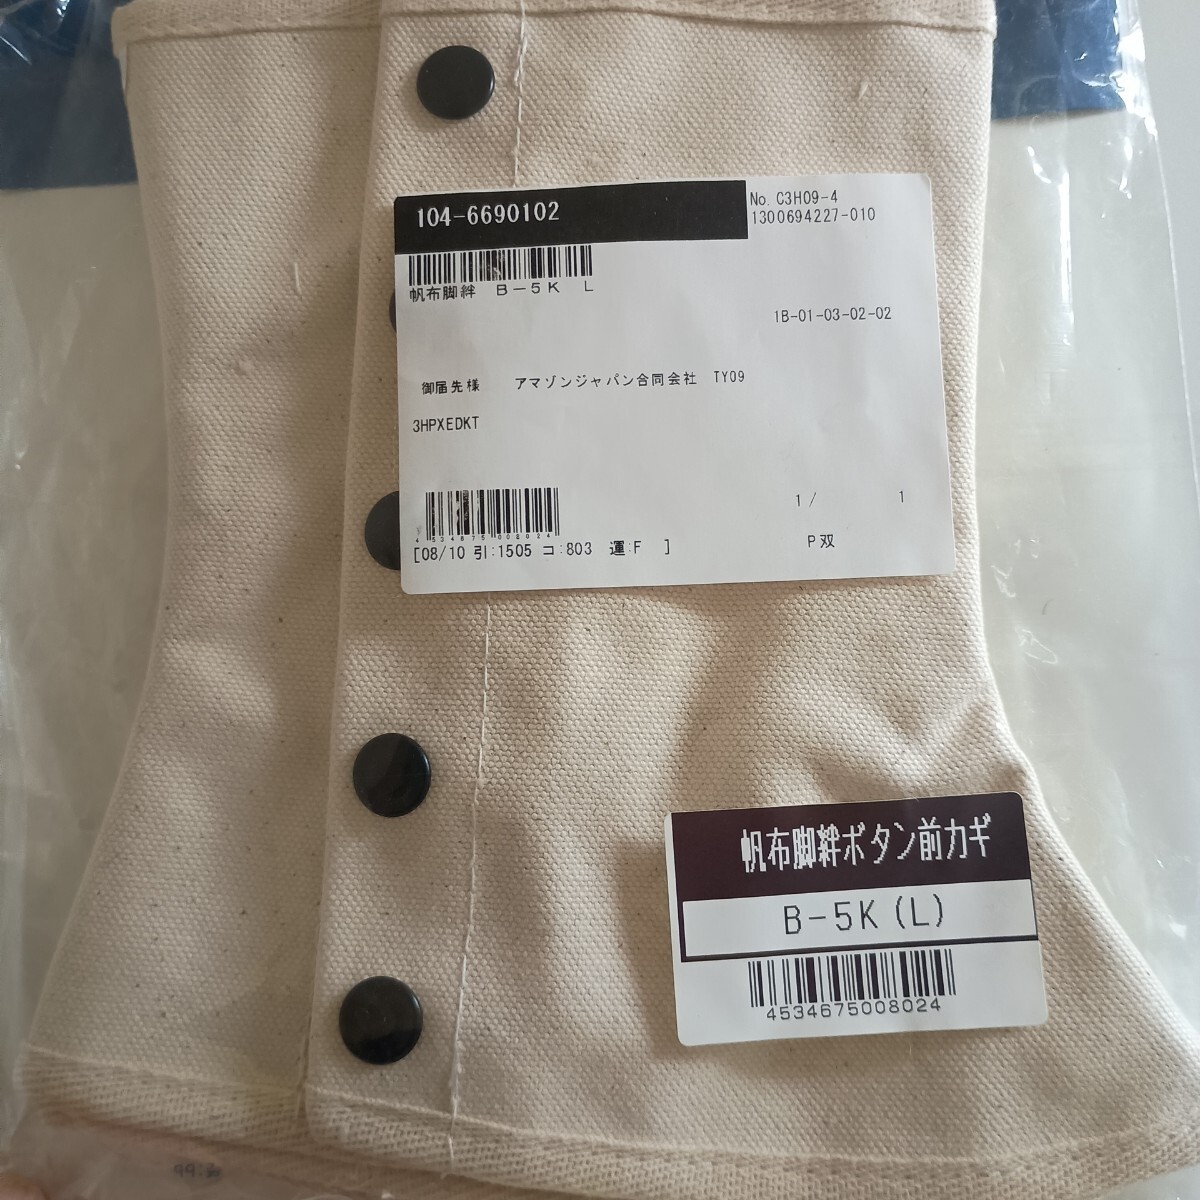 104-6690102
No. C3H09-4
1300694227-010
帆布脚絆 B-5K L
1B-01-03-02-02
御届先様 アマゾンジャパン合同会社 TY09
3HPXEDKT
1/ 1
4534675008024
[08/10 引:1505 コ:803 運:F ]
P双
帆布脚絆ボタン前カギ
B-5K(L)
4534675008024